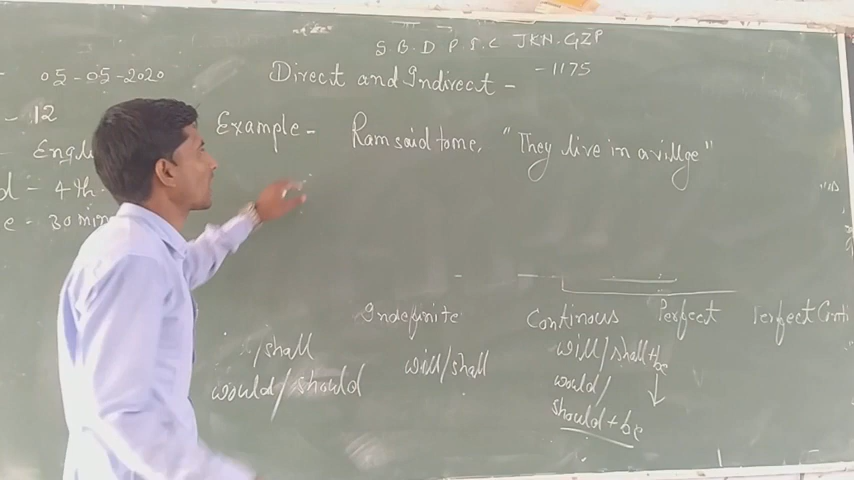 S.B.D P.S.C JKN.GZP
05-05-2020
Direct and Indirect -
-1175
- 12
Example - Ram said to me, "They live in a villge"
Engl
d - 4th
e - 30 min
Indefinite Continous Perfect Perfect Conti
/shall will/shall will/shall+be
would/should would/
should+be